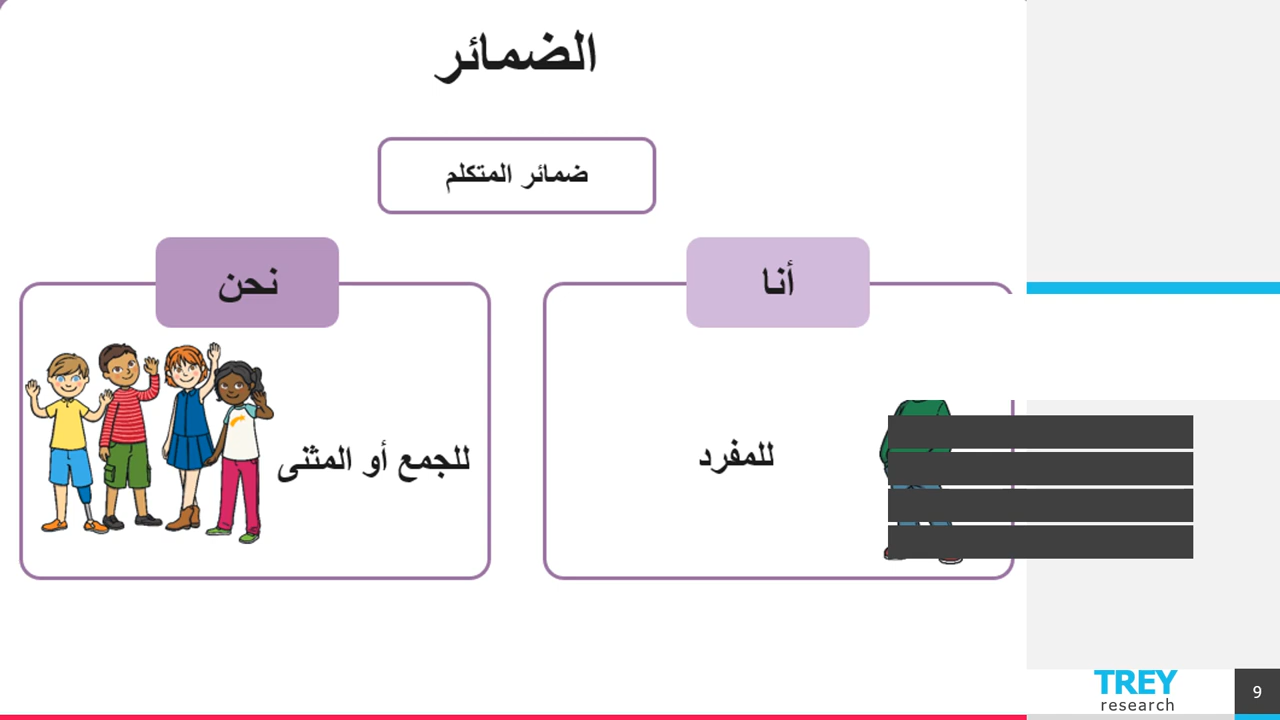 الضمائر
ضمائر المتكلم
أنا
نحن
للمفرد
للجمع أو المثنى
TREY
research
9